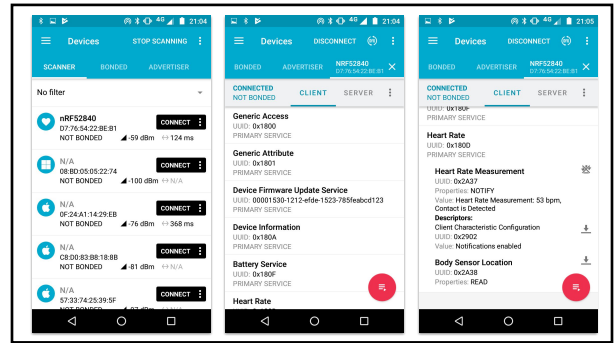 4G 21:04
Devices STOP SCANNING
SCANNER BONDED ADVERTISER
No filter
nRF52840
D7:76:54:22:BE:B1
NOT BONDED -59 dBm ↔ 124 ms
CONNECT
N/A
08:BD:05:05:22:74
NOT BONDED -100 dBm ↔ N/A
CONNECT
N/A
0F:24:A1:14:29:EB
NOT BONDED -76 dBm ↔ 368 ms
CONNECT
N/A
C8:00:83:B8:18:8B
NOT BONDED -81 dBm ↔ N/A
CONNECT
N/A
57:33:74:25:39:5F
CONNECT
4G 21:04
Devices DISCONNECT
BONDED ADVERTISER NRF52840
D7:76:54:22:BE:B1
CONNECTED
NOT BONDED
CLIENT SERVER
Generic Access
UUID: 0x1800
PRIMARY SERVICE
Generic Attribute
UUID: 0x1801
PRIMARY SERVICE
Device Firmware Update Service
UUID: 00001530-1212-efde-1523-785feabcd123
PRIMARY SERVICE
Device Information
UUID: 0x180A
PRIMARY SERVICE
Battery Service
UUID: 0x180F
PRIMARY SERVICE
Heart Rate
4G 21:05
Devices DISCONNECT
BONDED ADVERTISER NRF52840
D7:76:54:22:BE:B1
CONNECTED
NOT BONDED
CLIENT SERVER
UUID: 0x180F
PRIMARY SERVICE
Heart Rate
UUID: 0x180D
PRIMARY SERVICE
Heart Rate Measurement
UUID: 0x2A37
Properties: NOTIFY
Value: Heart Rate Measurement: 53 bpm,
Contact is Detected
Descriptors:
Client Characteristic Configuration
UUID: 0x2902
Value: Notifications enabled
Body Sensor Location
UUID: 0x2A38
Properties: READ